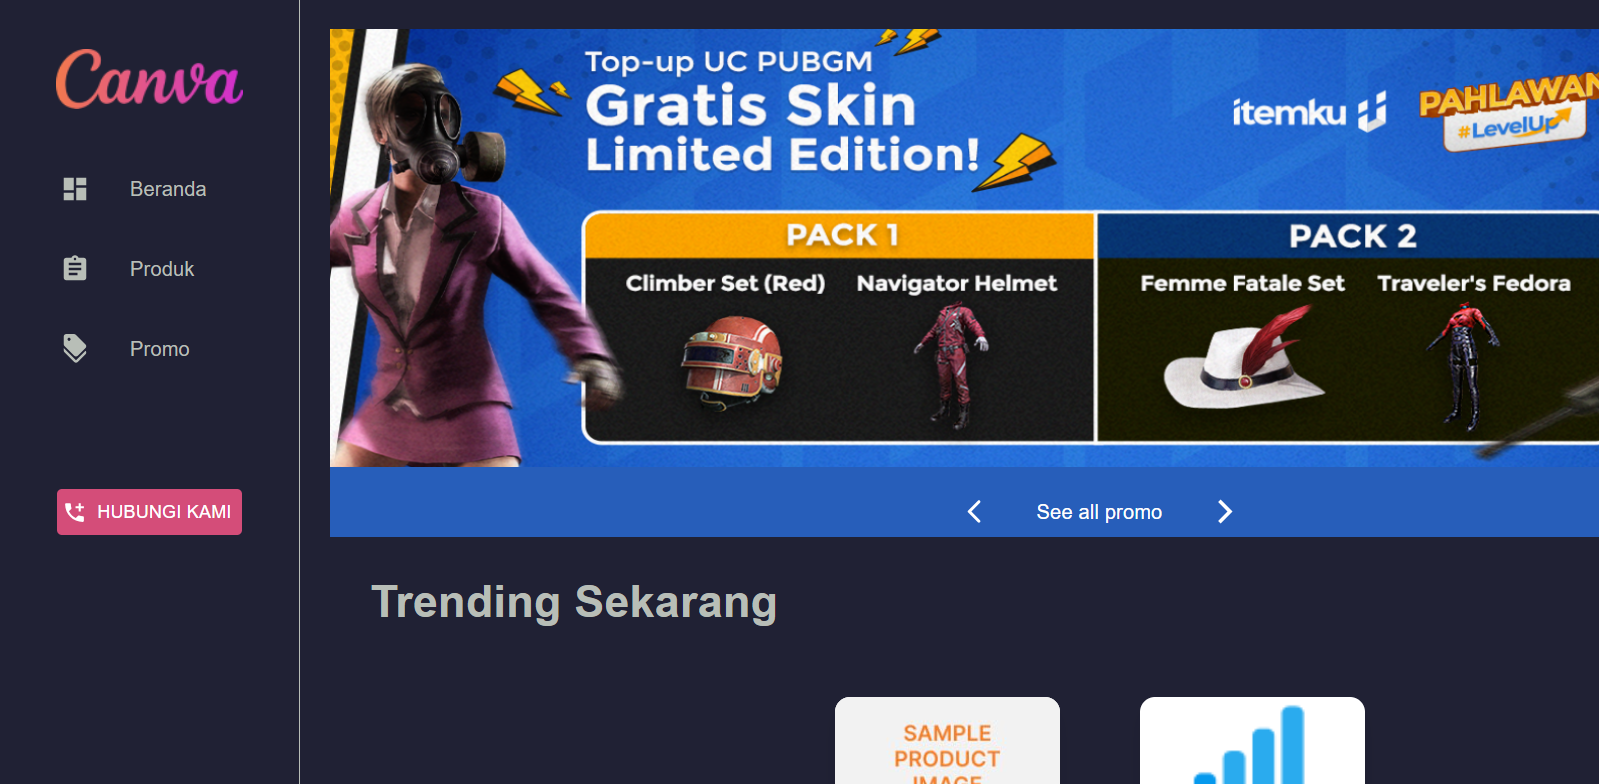 Canva
Beranda
Produk
Promo
HUBUNGI KAMI
Top-up UC PUBGM
Gratis Skin
Limited Edition!
itemku
PAHLAWAN
#LevelUp
PACK 1
Climber Set (Red) Navigator Helmet
PACK 2
Femme Fatale Set Traveler's Fedora
See all promo
Trending Sekarang
SAMPLE
PRODUCT
IMAGE